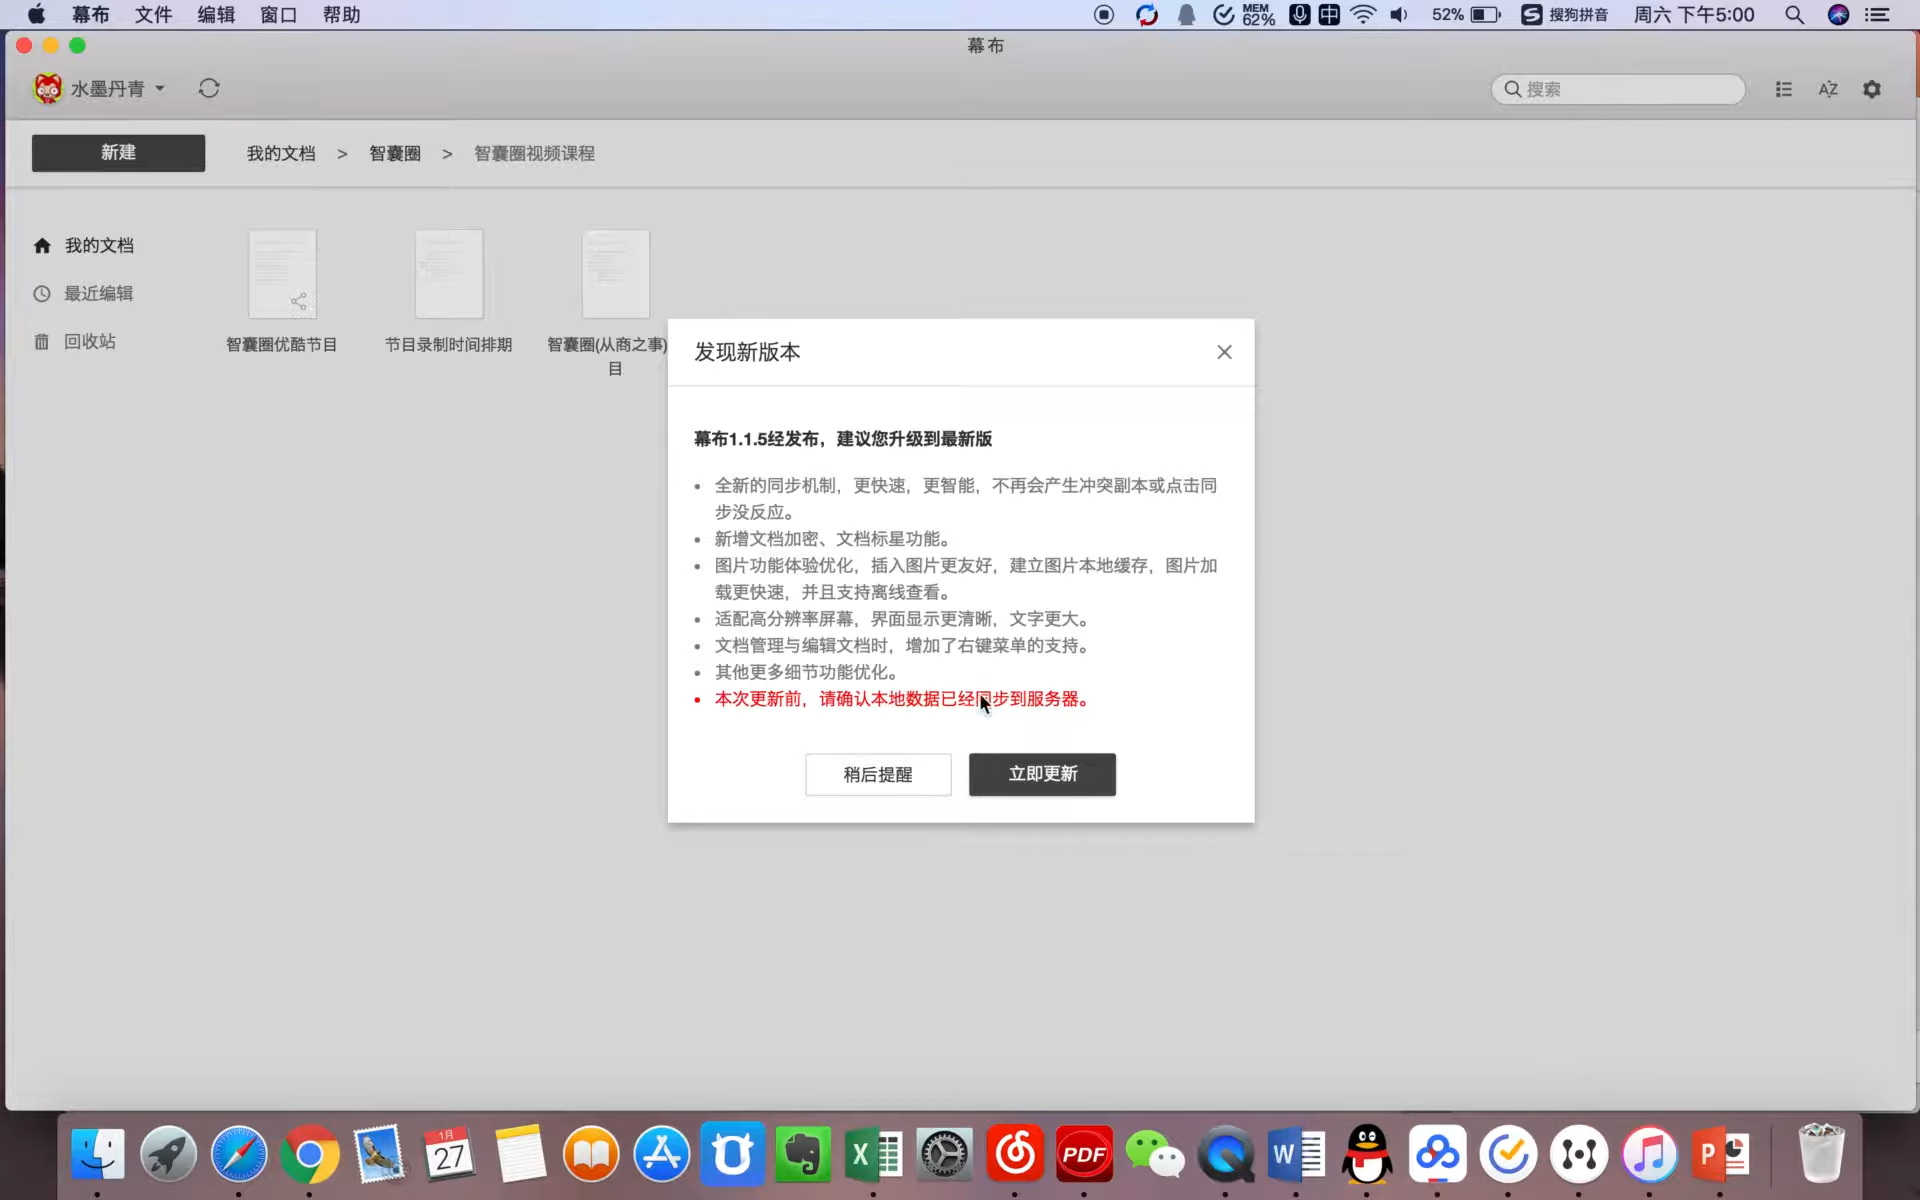 幕布 文件 编辑 窗口 帮助
MEM 62% 中 52% 搜狗拼音 周六 下午5:00
幕布
水墨丹青
搜索
AZ
新建
我的文档 > 智囊圈 > 智囊圈视频课程
我的文档
最近编辑
回收站
智囊圈优酷节目
节目录制时间排期
智囊圈(从商之事)
目
发现新版本
幕布1.1.5经发布，建议您升级到最新版
全新的同步机制，更快速，更智能，不再会产生冲突副本或点击同
步没反应。
新增文档加密、文档标星功能。
图片功能体验优化，插入图片更友好，建立图片本地缓存，图片加
载更快速，并且支持离线查看。
适配高分辨率屏幕，界面显示更清晰，文字更大。
文档管理与编辑文档时，增加了右键菜单的支持。
其他更多细节功能优化。
本次更新前，请确认本地数据已经同步到服务器。
稍后提醒
立即更新
1月
27
PDF